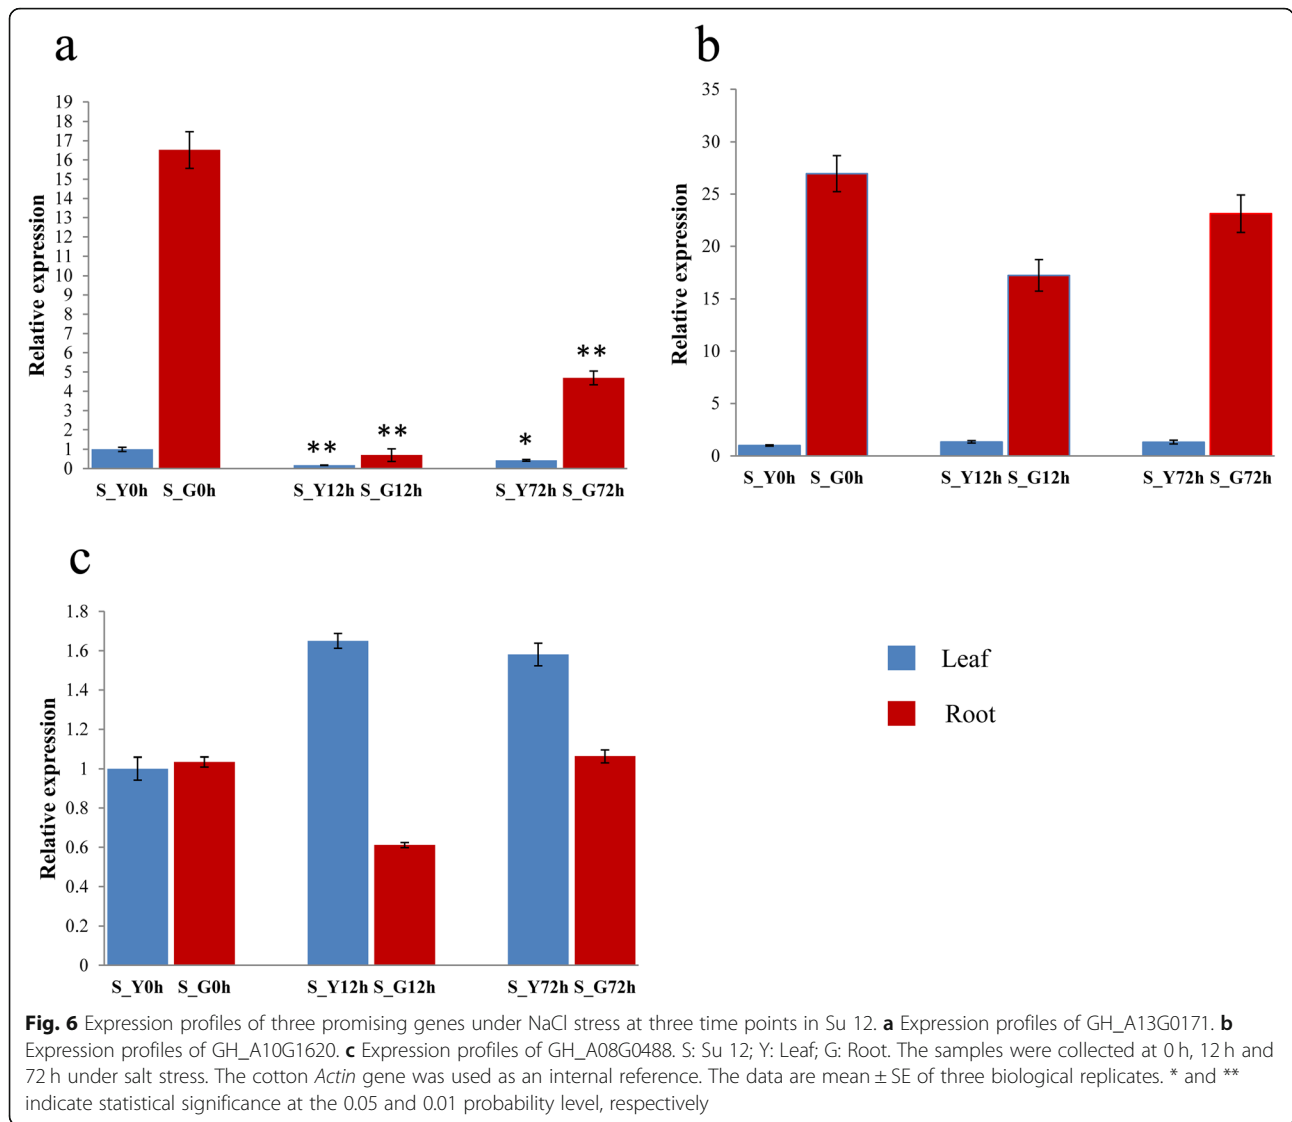 a
19
18
17
16
15
14
13
12
11
10
9
8
7
6
5
4
3
2
1
0
Relative expression
** ** * **
S_Y0h S_G0h S_Y12h S_G12h S_Y72h S_G72h
b
35
30
25
20
15
10
5
0
Relative expression
S_Y0h S_G0h S_Y12h S_G12h S_Y72h S_G72h
c
1.8
1.6
1.4
1.2
1
0.8
0.6
0.4
0.2
0
Relative expression
S_Y0h S_G0h S_Y12h S_G12h S_Y72h S_G72h
Leaf
Root
Fig. 6 Expression profiles of three promising genes under NaCl stress at three time points in Su 12. a Expression profiles of GH_A13G0171. b
Expression profiles of GH_A10G1620. c Expression profiles of GH_A08G0488. S: Su 12; Y: Leaf; G: Root. The samples were collected at 0 h, 12 h and
72 h under salt stress. The cotton Actin gene was used as an internal reference. The data are mean ± SE of three biological replicates. * and **
indicate statistical significance at the 0.05 and 0.01 probability level, respectively